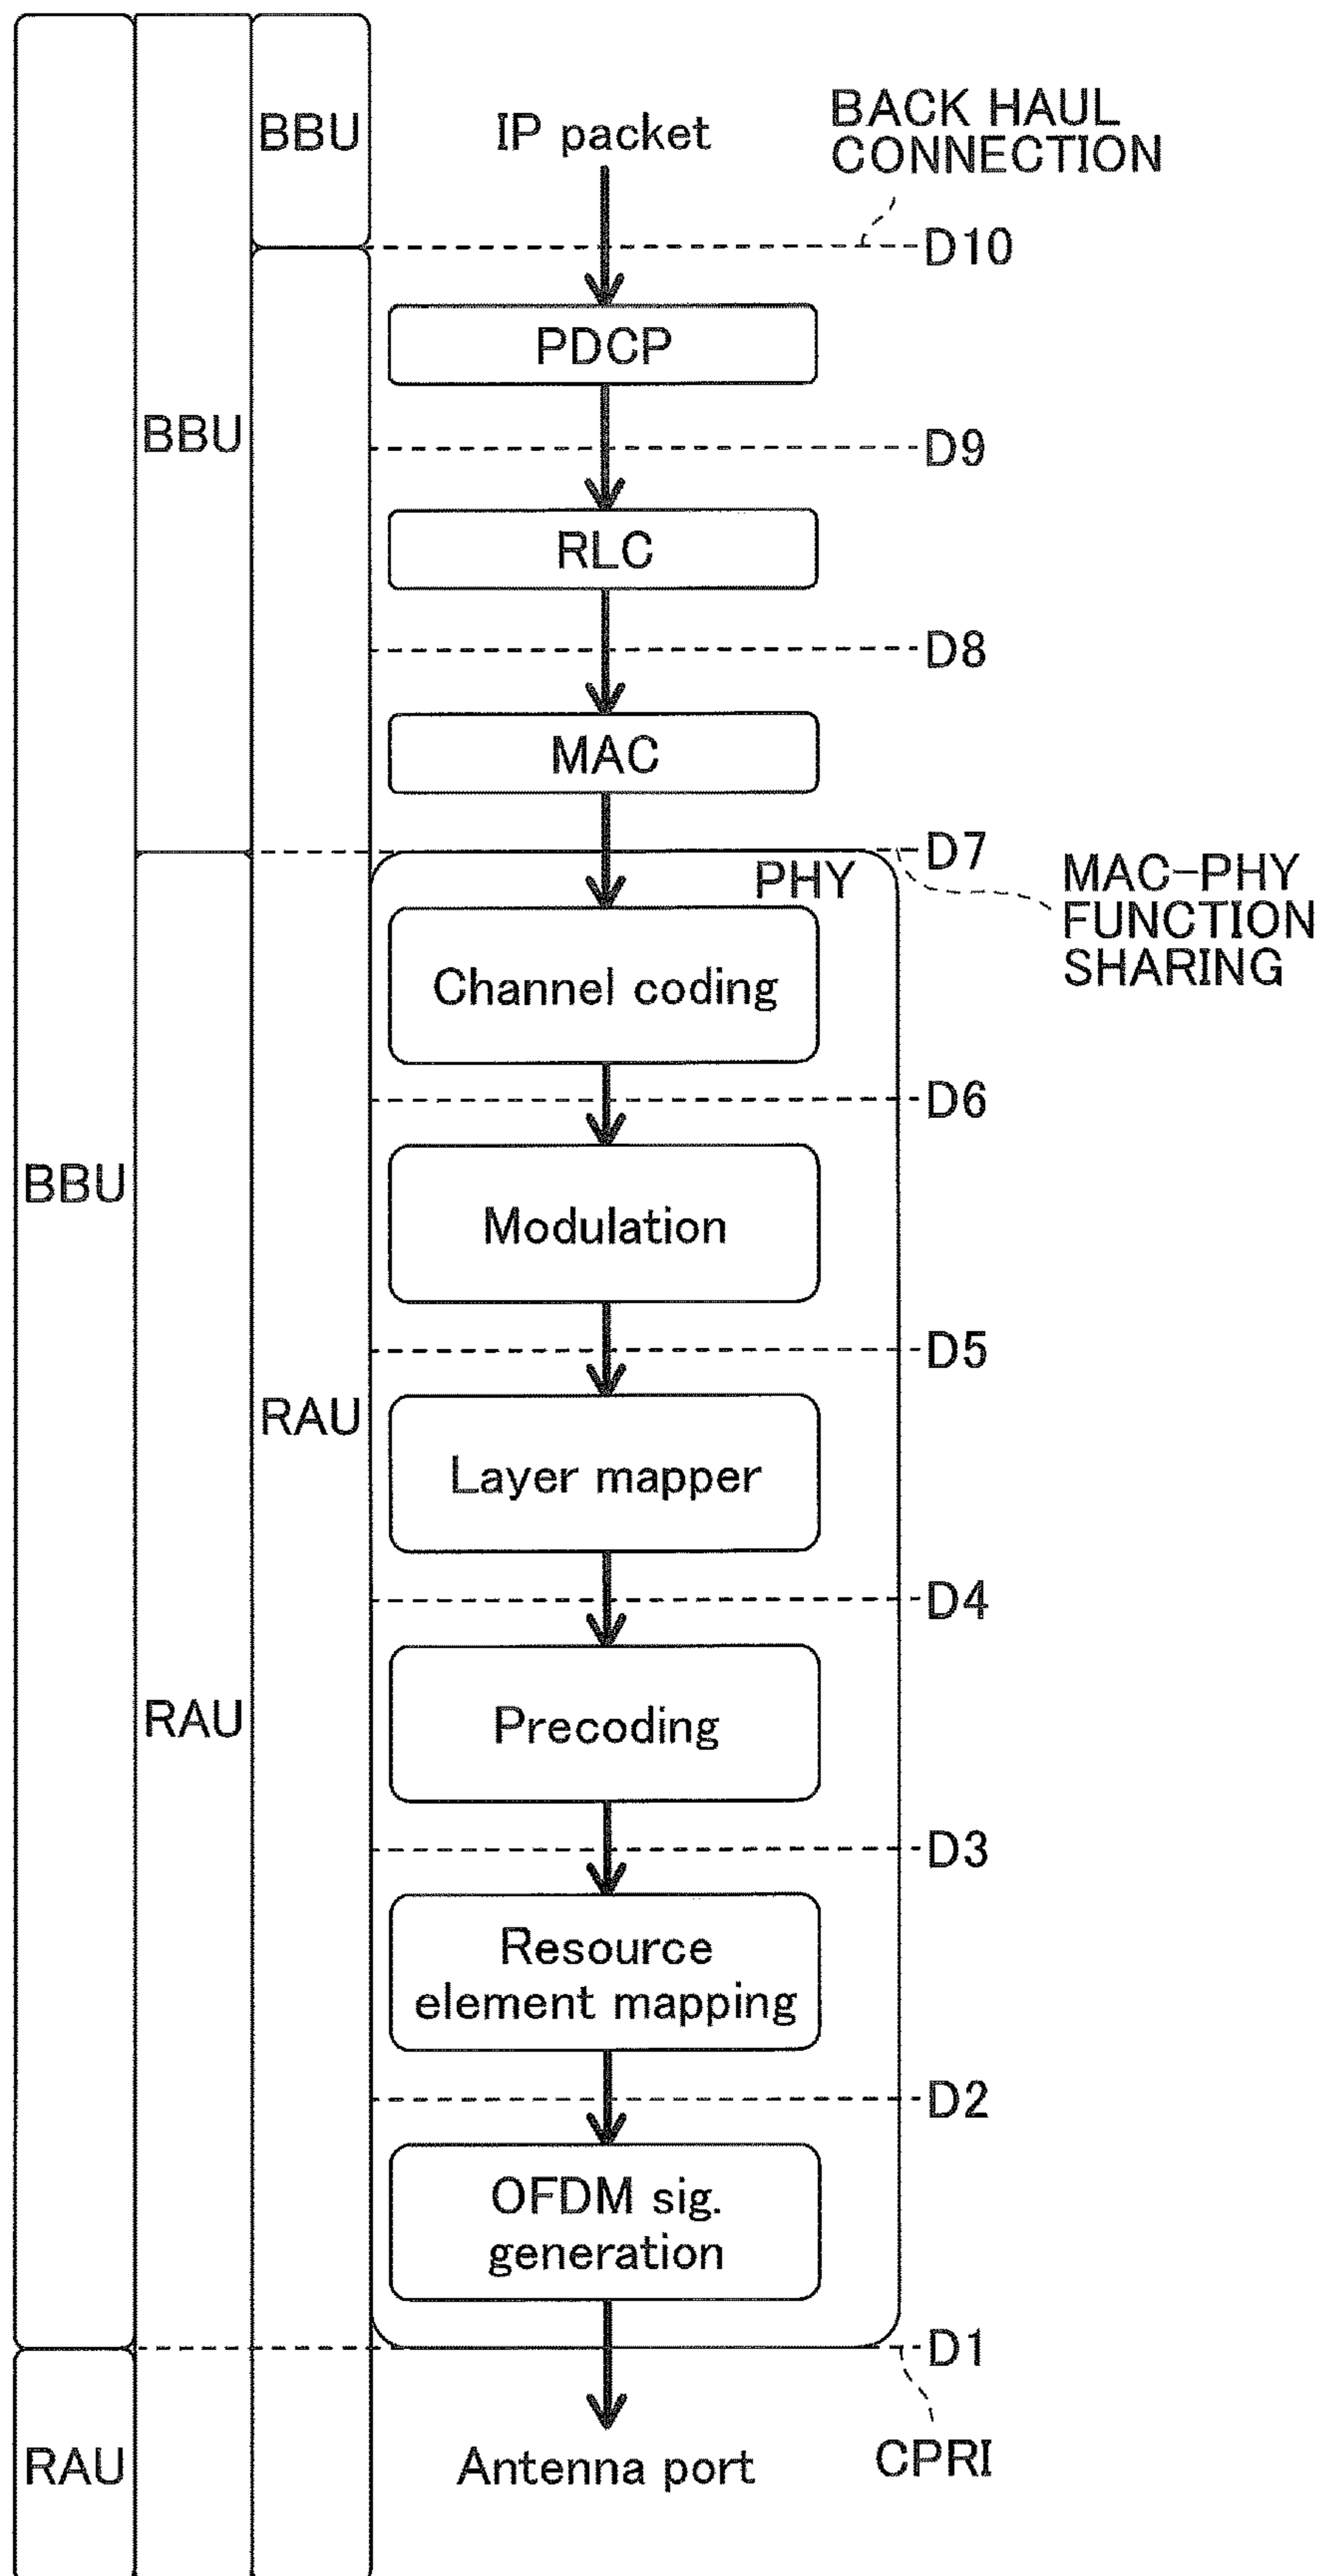 BBU
IP packet
BACK HAUL
CONNECTION
D10
PDCP
BBU
D9
RLC
D8
MAC
D7
PHY
MAC-PHY
FUNCTION
SHARING
Channel coding
D6
BBU
Modulation
D5
RAU
Layer mapper
D4
RAU
Precoding
D3
Resource
element mapping
D2
OFDM sig.
generation
D1
RAU
Antenna port
CPRI